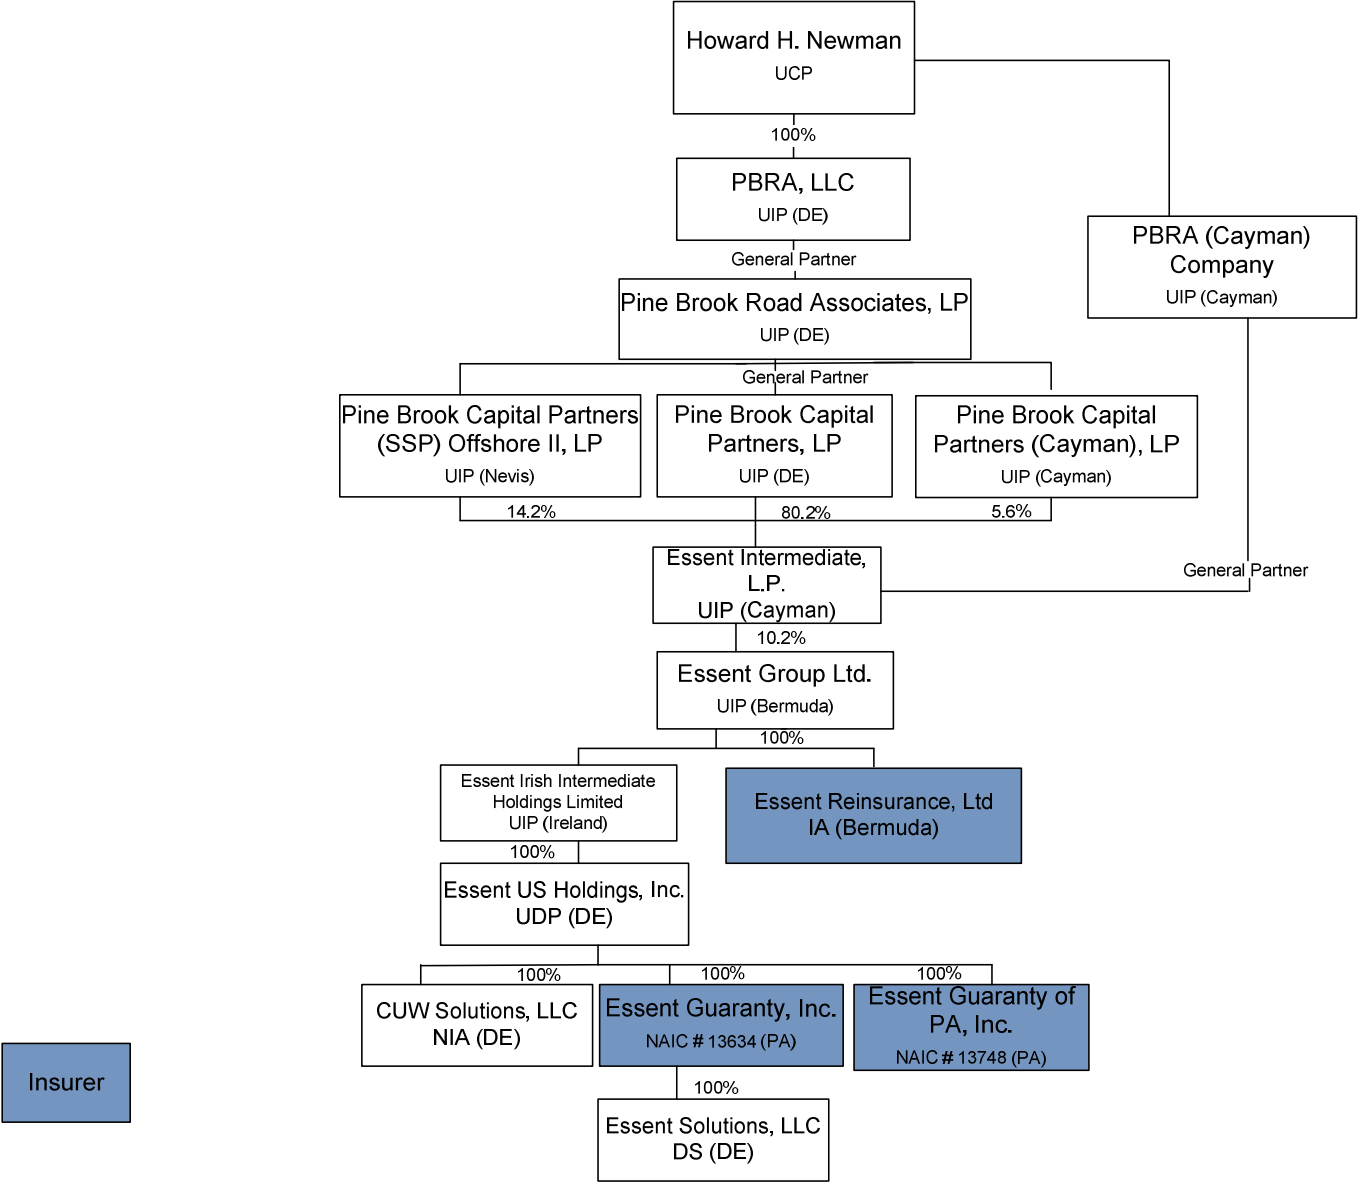 Howard H. Newman
UCP
100%
PBRA, LLC
UIP (DE)
PBRA (Cayman)
Company
UIP (Cayman)
General Partner
Pine Brook Road Associates, LP
UIP (DE)
General Partner
Pine Brook Capital Partners
(SSP) Offshore II, LP
UIP (Nevis)
Pine Brook Capital
Partners, LP
UIP (DE)
Pine Brook Capital
Partners (Cayman), LP
UIP (Cayman)
14.2%
80.2%
5.6%
Essent Intermediate,
L.P.
UIP (Cayman)
General Partner
10.2%
Essent Group Ltd.
UIP (Bermuda)
100%
Essent Irish Intermediate
Holdings Limited
UIP (Ireland)
Essent Reinsurance, Ltd
IA (Bermuda)
100%
Essent US Holdings, Inc.
UDP (DE)
100%
100%
100%
CUW Solutions, LLC
NIA (DE)
Essent Guaranty, Inc.
NAIC # 13634 (PA)
Essent Guaranty of
PA, Inc.
NAIC # 13748 (PA)
Insurer
100%
Essent Solutions, LLC
DS (DE)